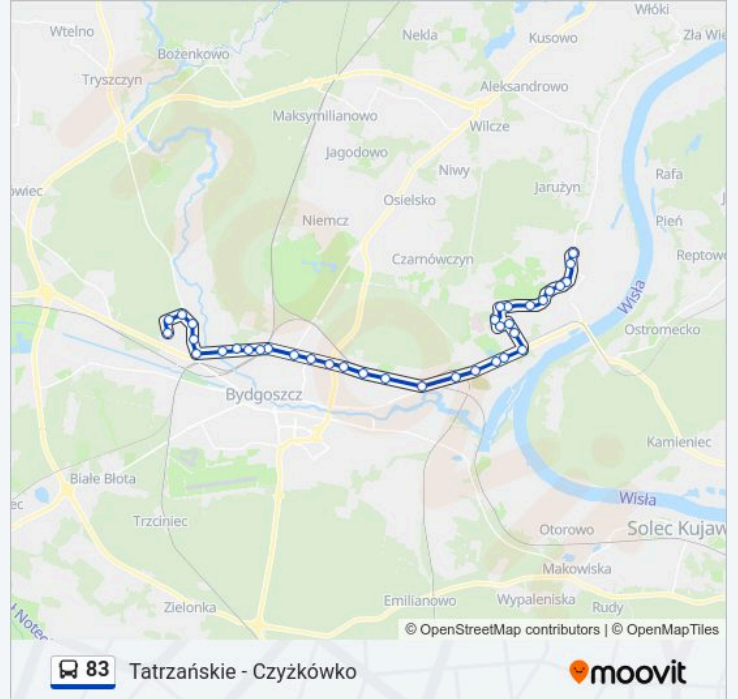 Włóki
Wtelno
Nekla
Kusowo
Zła Wie
Bożenkowo
Tryszczyn
Aleksandrowo
Maksymilianowo
Wilcze
Jagodowo
Niwy
Rafa
owiec
Jarużyn
Osielsko
Niemcz
Pień
Czarnówczyn
Reptowo
Wisła
Ostromecko
Bydgoszcz
Kamieniec
Białe Błota
Wisła
ec
Trzciniec
Otorowo
Solec Kujaw
Makowiska
Emilianowo
Wypaleniska
Rudy
Zielonka
Noteć
© OpenStreetMap contributors | © OpenMapTiles
83 Tatrzańskie - Czyżkówko
moovit